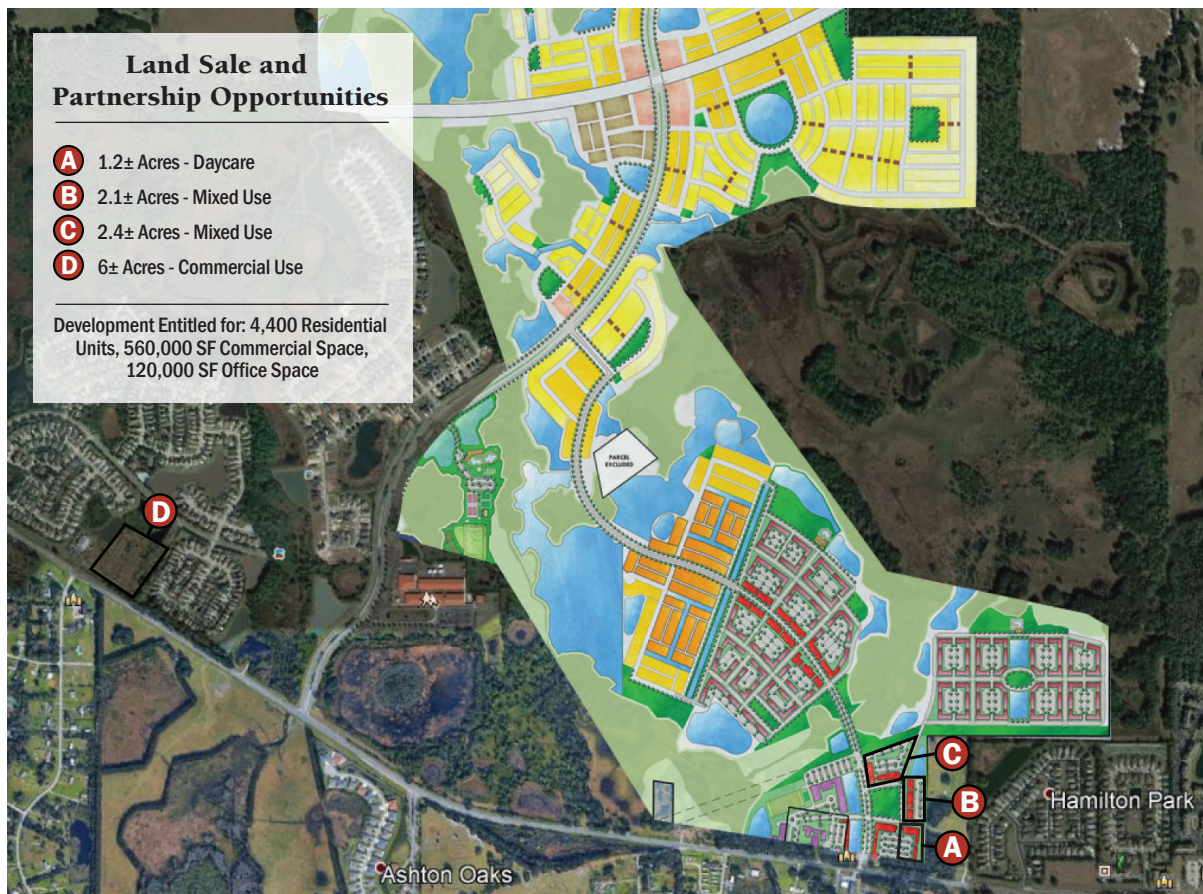 Land Sale and
Partnership Opportunities
A 1.2± Acres - Daycare
B 2.1± Acres - Mixed Use
C 2.4± Acres - Mixed Use
D 6± Acres - Commercial Use
Development Entitled for: 4,400 Residential
Units, 560,000 SF Commercial Space,
120,000 SF Office Space
PARCEL
EXCLUDED
D
C
B
Hamilton Park
A
Ashton Oaks